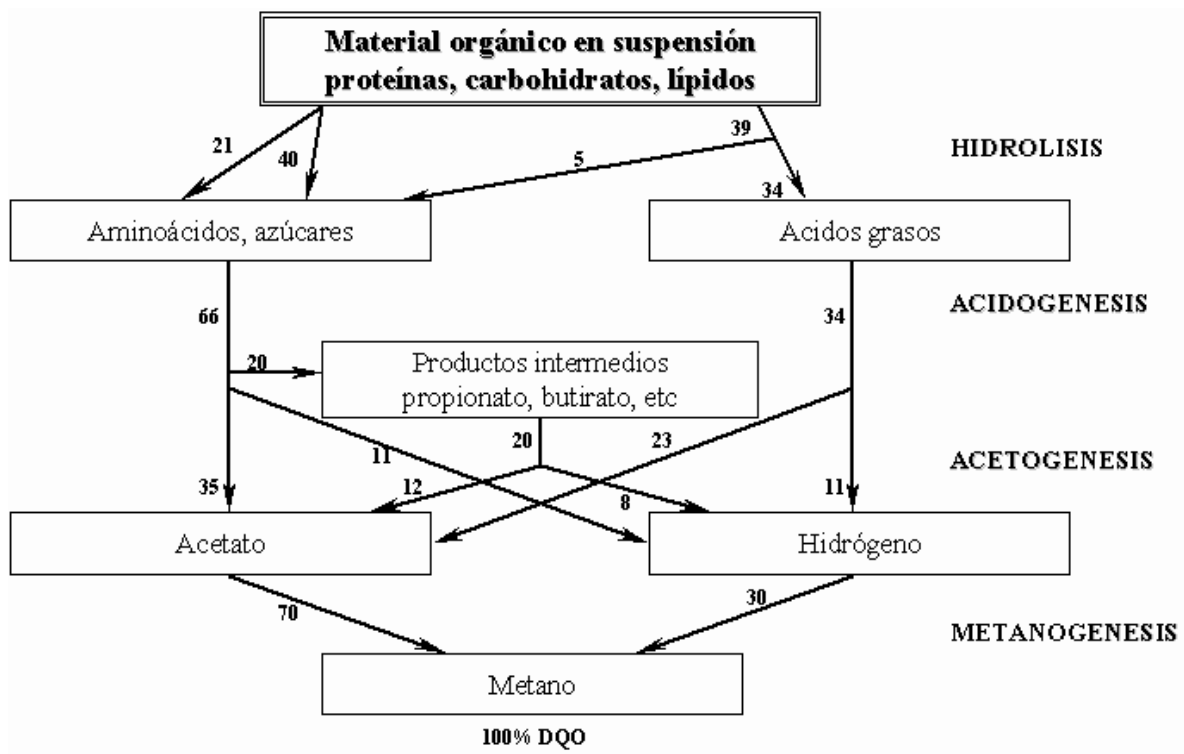 Material orgánico en suspensión
proteínas, carbohidratos, lípidos
21
40
5
39
34
HIDROLISIS
Aminoácidos, azúcares
Acidos grasos
66
34
ACIDOGENESIS
20
Productos intermedios
propionato, butirato, etc
11
20
23
ACETOGENESIS
35
12
8
11
Acetato
Hidrógeno
70
30
METANOGENESIS
Metano
100% DQO